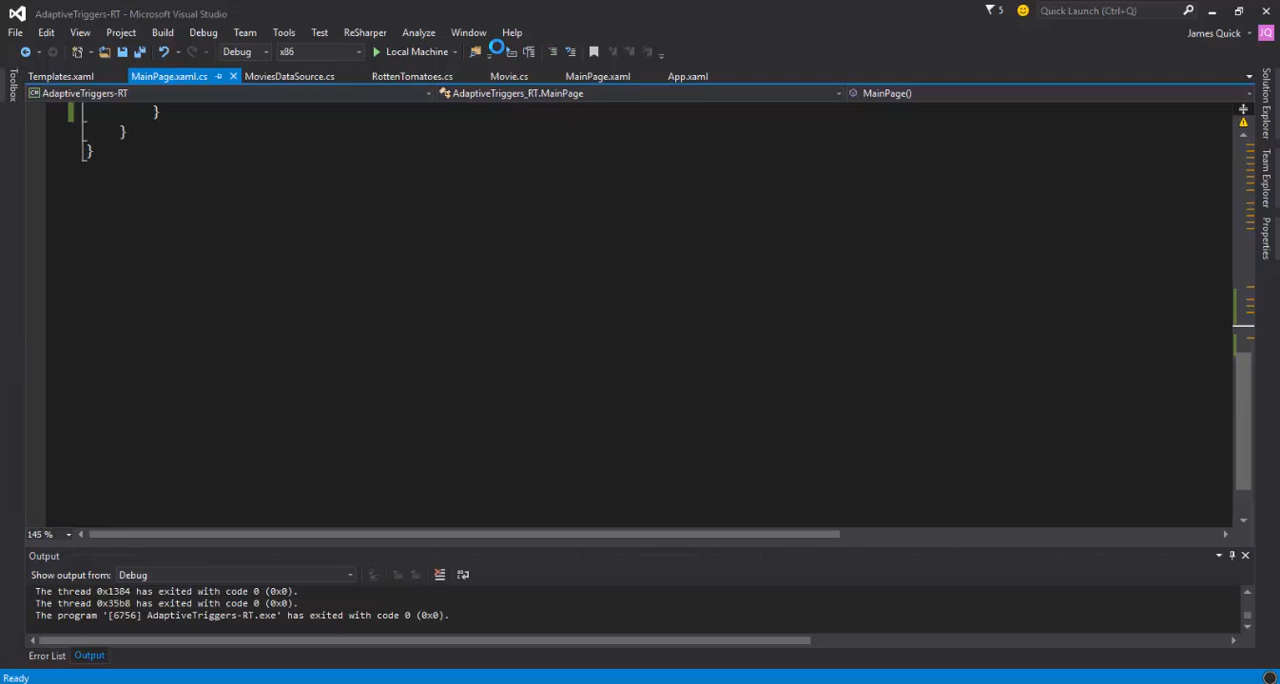 AdaptiveTriggers-RT - Microsoft Visual Studio
5
Quick Launch (Ctrl+Q)
File Edit View Project Build Debug Team Tools Test ReSharper Analyze Window Help
James Quick
JQ
Debug x86 Local Machine
Templates.xaml MainPage.xaml.cs MoviesDataSource.cs RottenTomatoes.cs Movie.cs MainPage.xaml App.xaml
AdaptiveTriggers-RT AdaptiveTriggers_RT.MainPage MainPage()
Toolbox
Solution Explorer
Team Explorer
Properties
}
}
}
145 %
Output
Show output from: Debug
The thread 0x1384 has exited with code 0 (0x0).
The thread 0x35b8 has exited with code 0 (0x0).
The program '[6756] AdaptiveTriggers-RT.exe' has exited with code 0 (0x0).
Error List Output
Ready